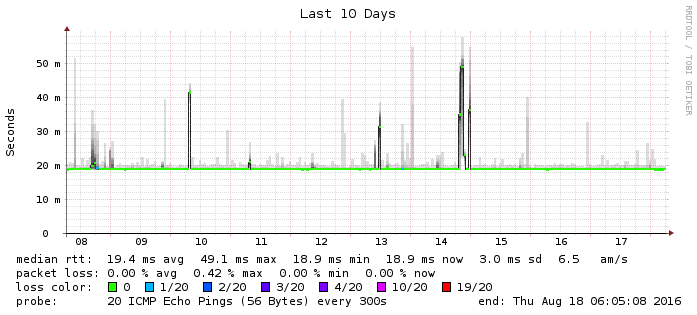 Last 10 Days
RRDTOOL / TOBI OETIKER
Seconds
50 m
40 m
30 m
20 m
10 m
0
08 09 10 11 12 13 14 15 16 17
median rtt: 19.4 ms avg 49.1 ms max 18.9 ms min 18.9 ms now 3.0 ms sd 6.5 am/s
packet loss: 0.00 % avg 0.42 % max 0.00 % min 0.00 % now
loss color: 0 1/20 2/20 3/20 4/20 10/20 19/20
probe: 20 ICMP Echo Pings (56 Bytes) every 300s end: Thu Aug 18 06:05:08 2016